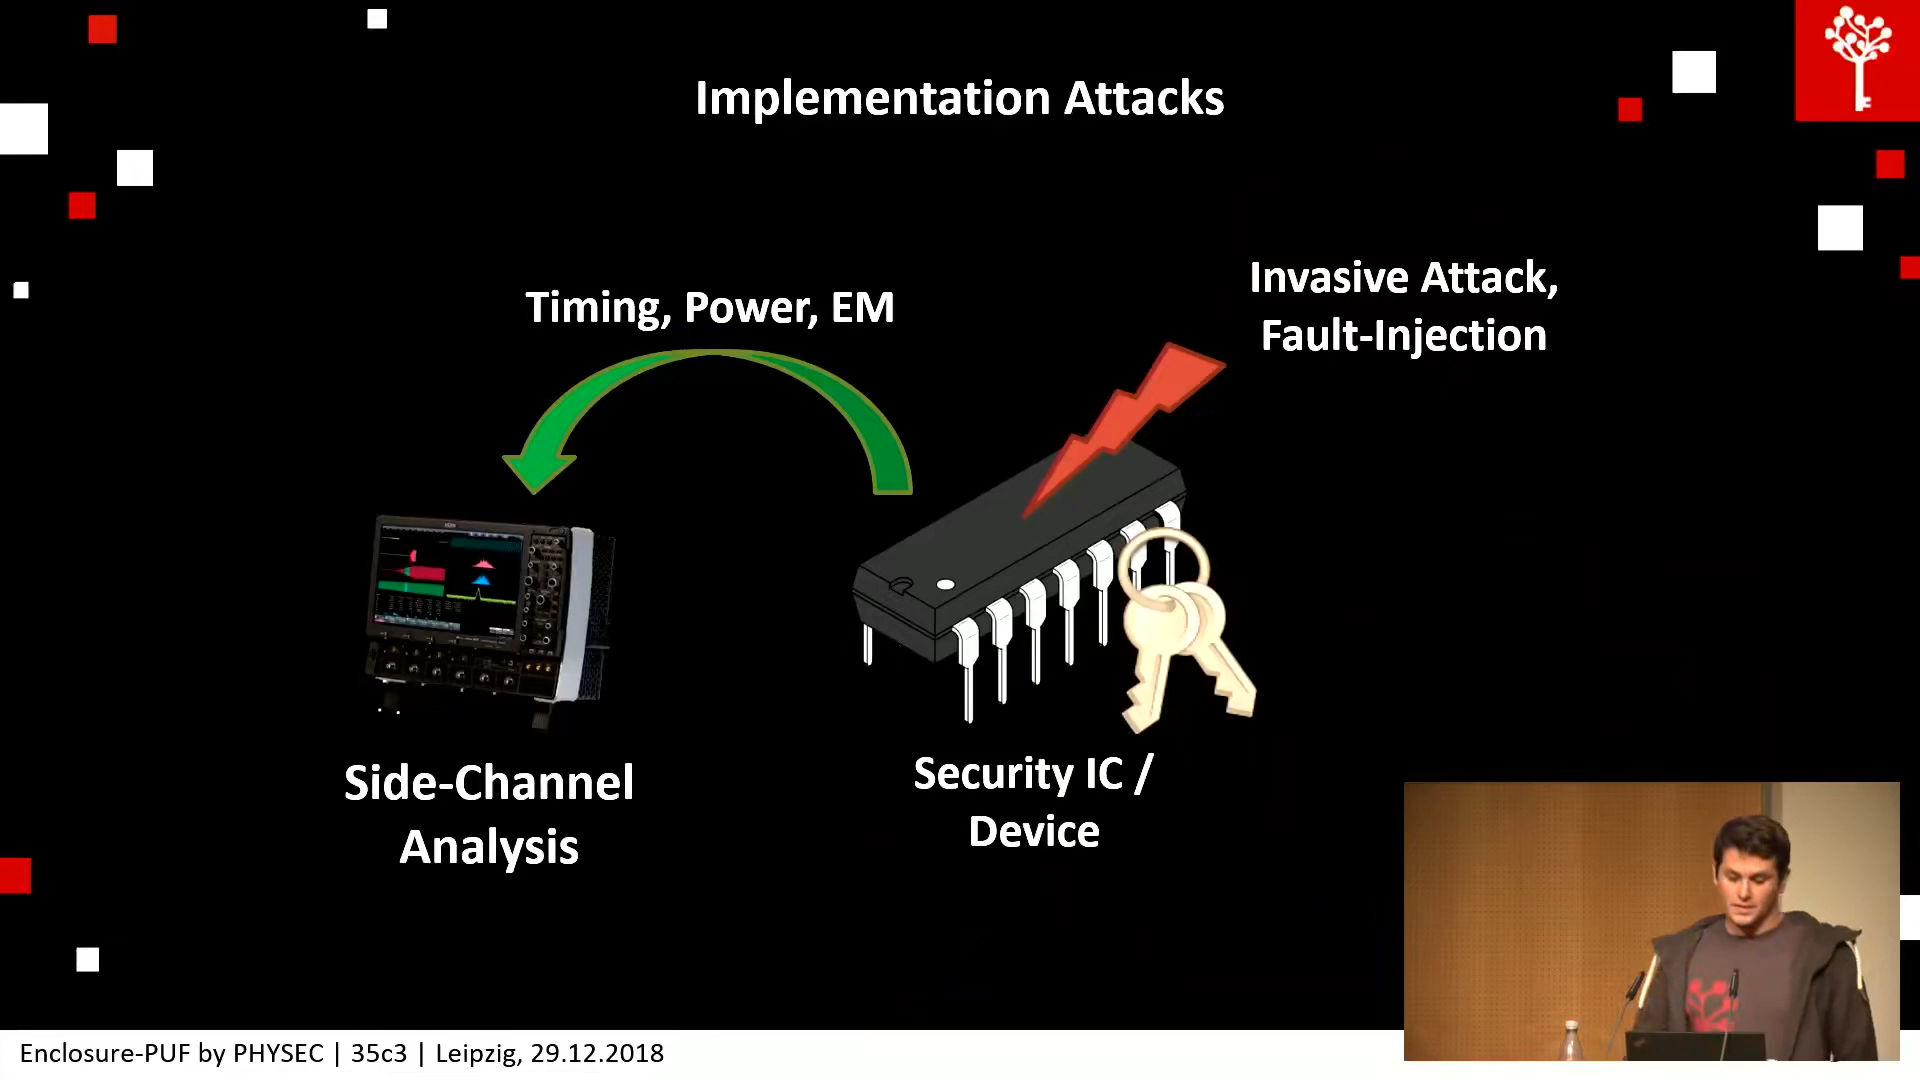 Implementation Attacks
Timing, Power, EM
Invasive Attack,
Fault-Injection
Side-Channel
Analysis
Security IC /
Device
Enclosure-PUF by PHYSEC | 35c3 | Leipzig, 29.12.2018